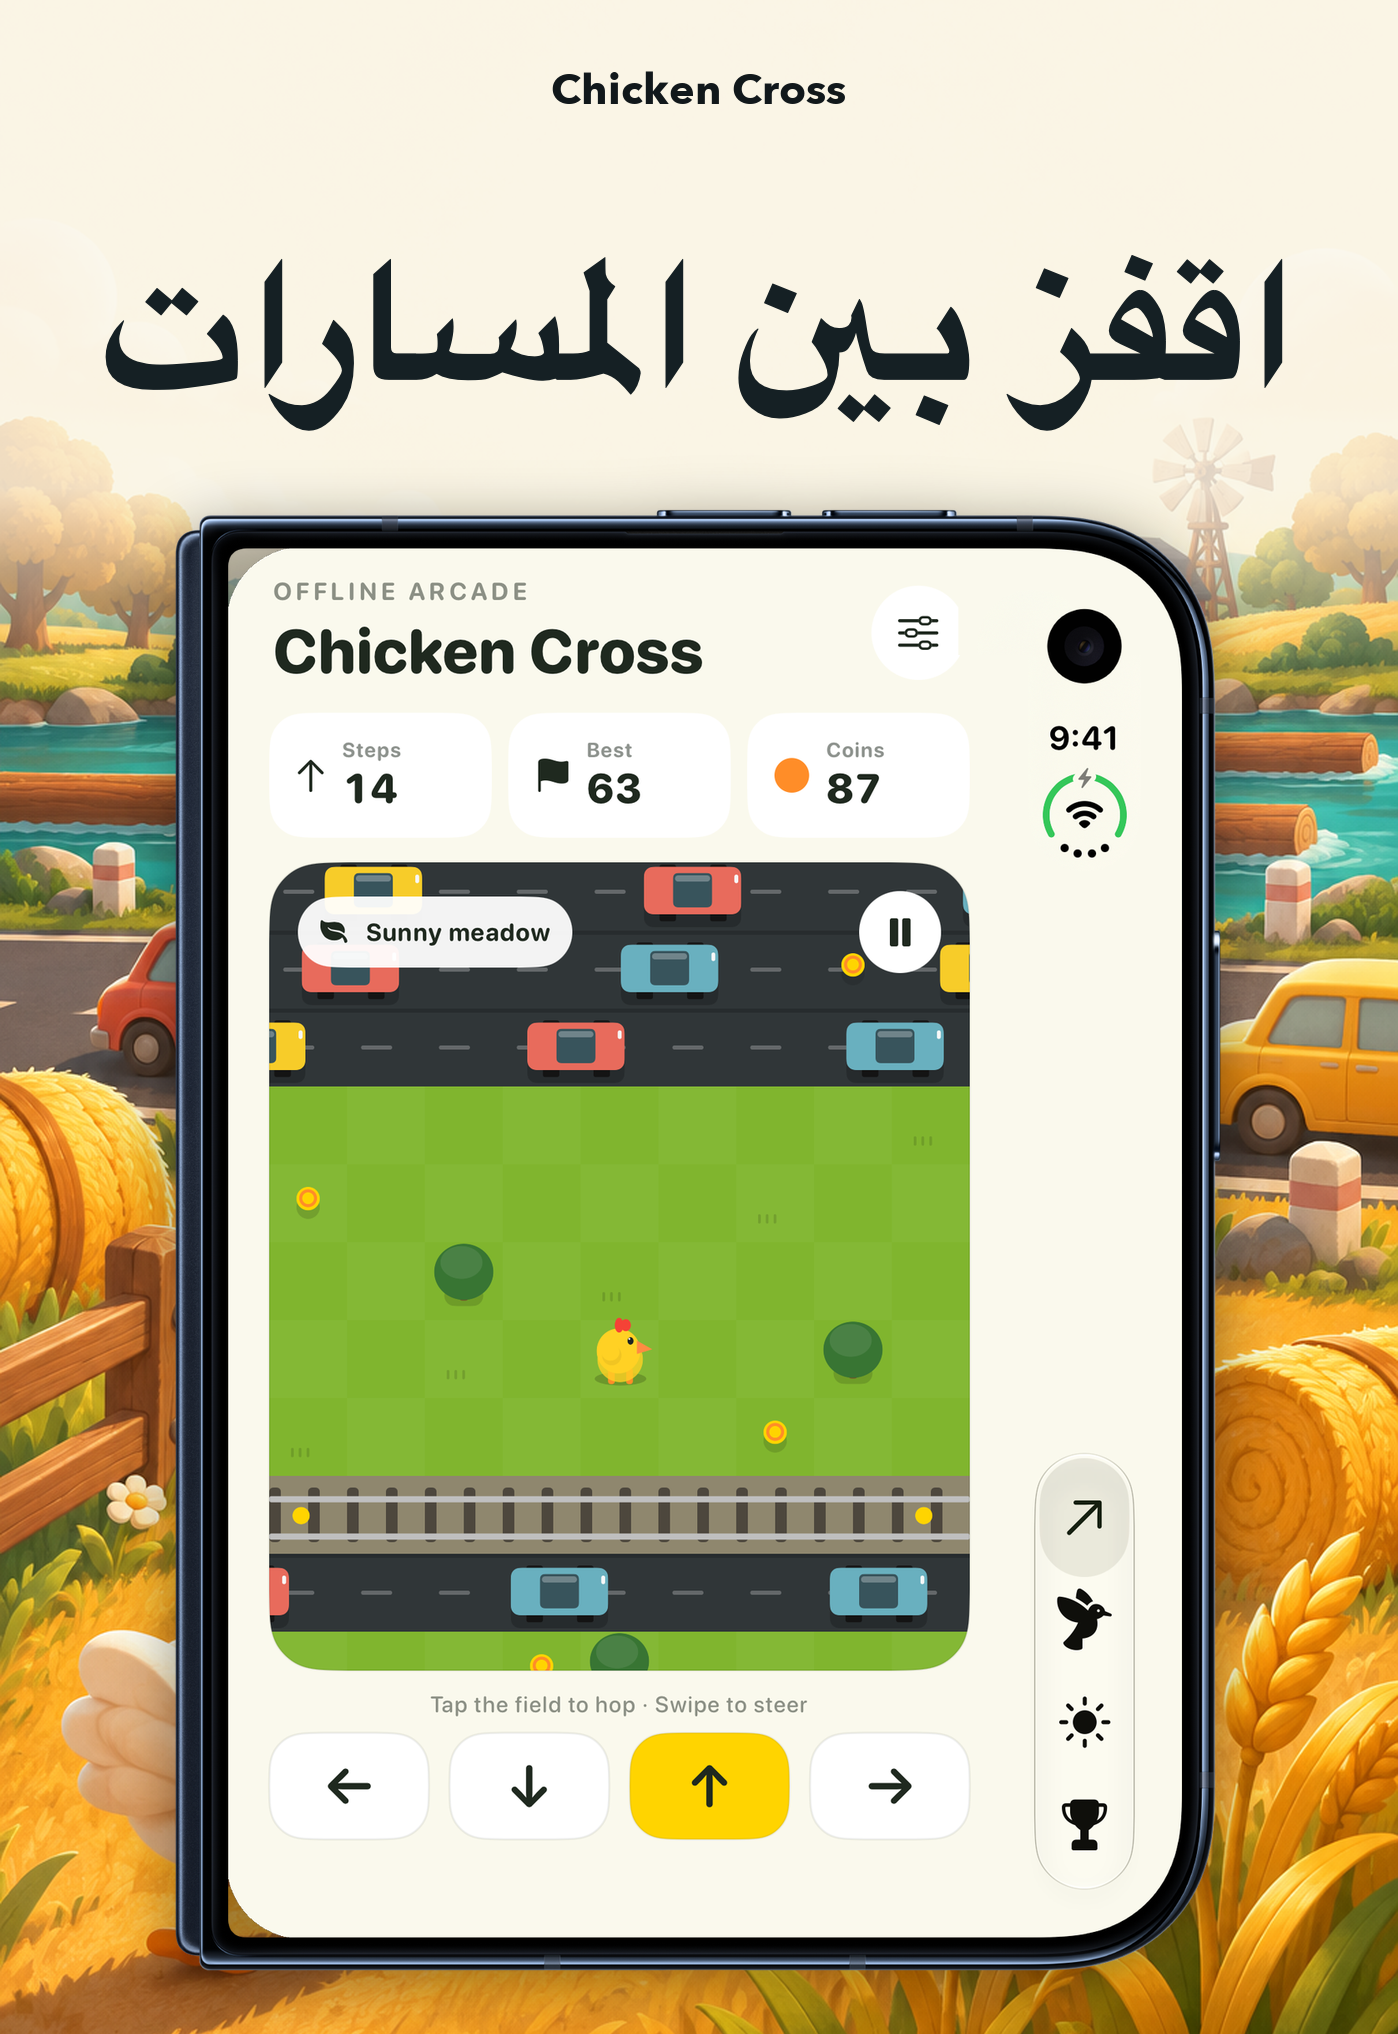 Chicken Cross
اقفز بين المسارات
OFFLINE ARCADE
Chicken Cross
9:41
Steps
14
Best
63
Coins
87
Sunny meadow
Tap the field to hop · Swipe to steer